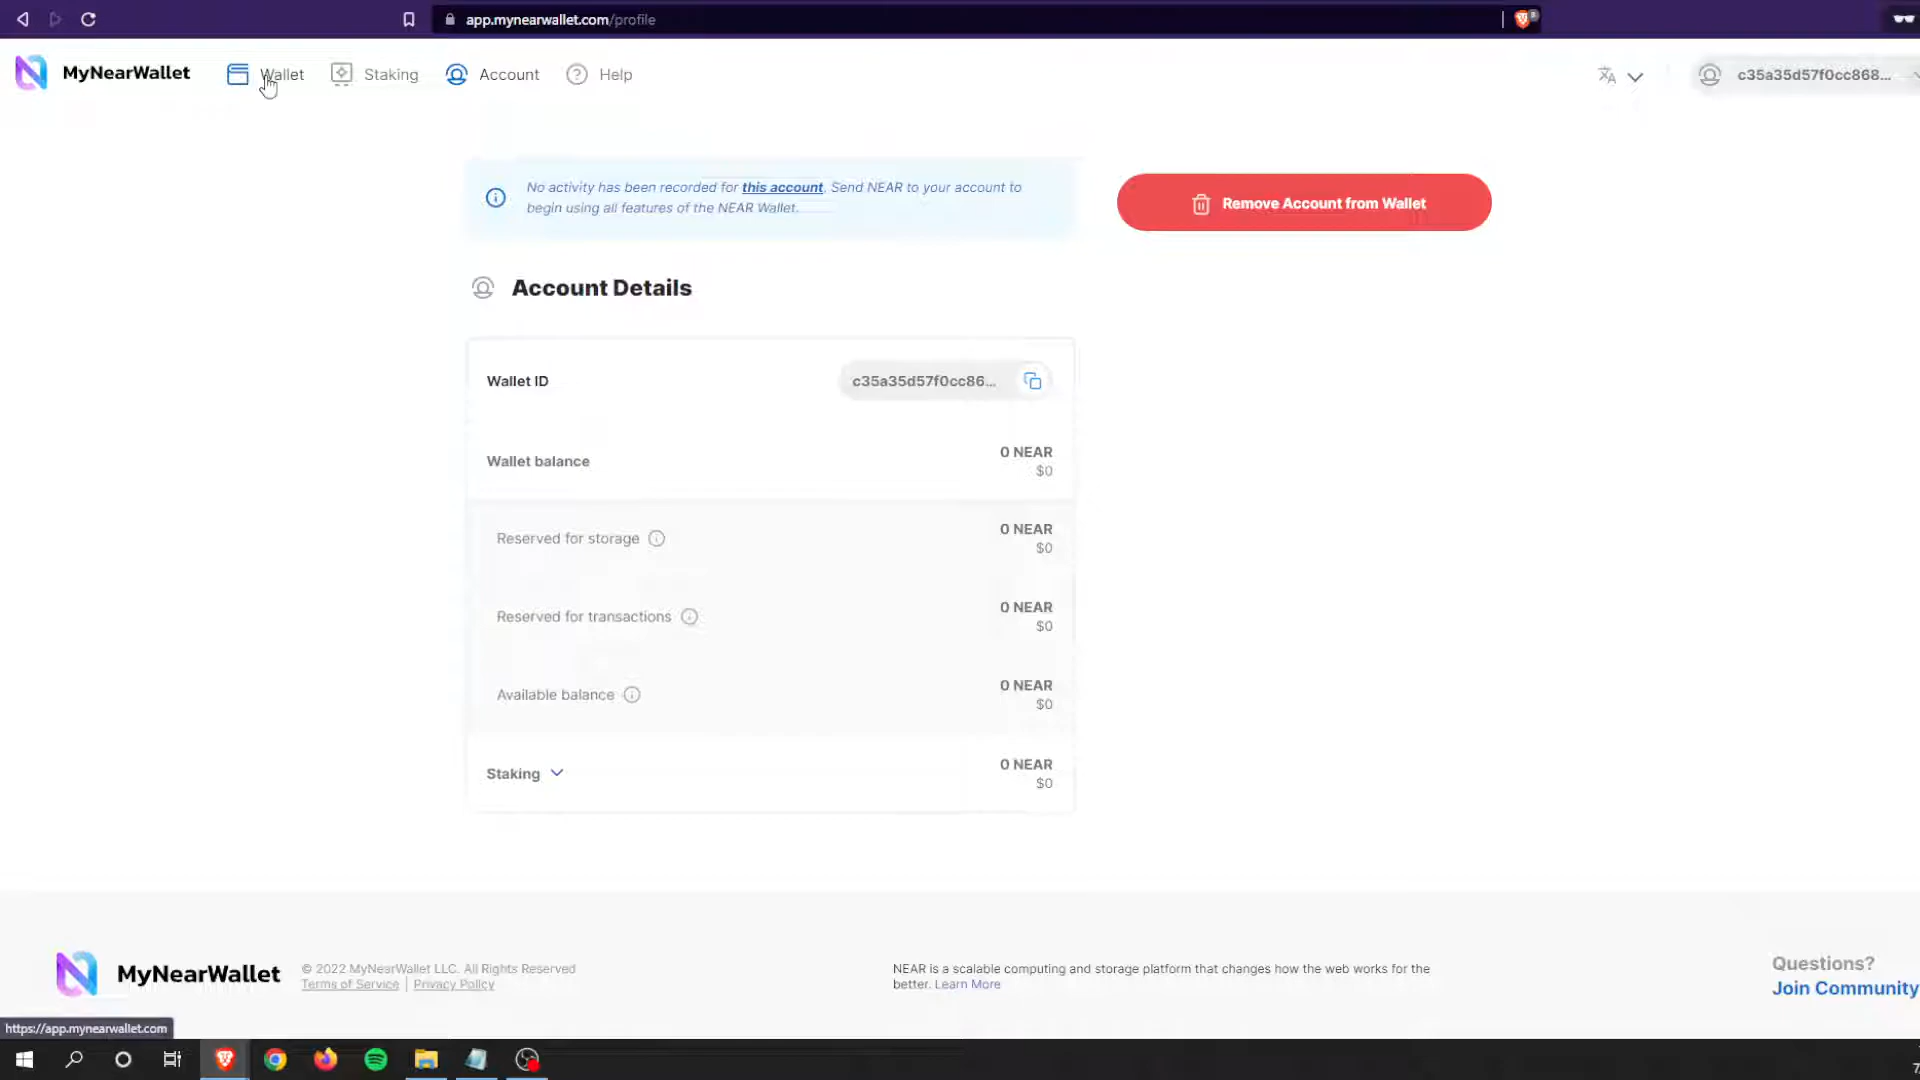 app.mynearwallet.com/profile
MyNearWallet
Wallet
Staking
Account
Help
c35a35d57f0cc868...
No activity has been recorded for this account. Send NEAR to your account to
begin using all features of the NEAR Wallet.
Remove Account from Wallet
Account Details
Wallet ID
c35a35d57f0cc86...
Wallet balance
0 NEAR
$0
Reserved for storage
0 NEAR
$0
Reserved for transactions
0 NEAR
$0
Available balance
0 NEAR
$0
Staking
0 NEAR
$0
MyNearWallet
© 2022 MyNearWallet LLC. All Rights Reserved
Terms of Service | Privacy Policy
NEAR is a scalable computing and storage platform that changes how the web works for the
better. Learn More
Questions?
Join Community
https://app.mynearwallet.com